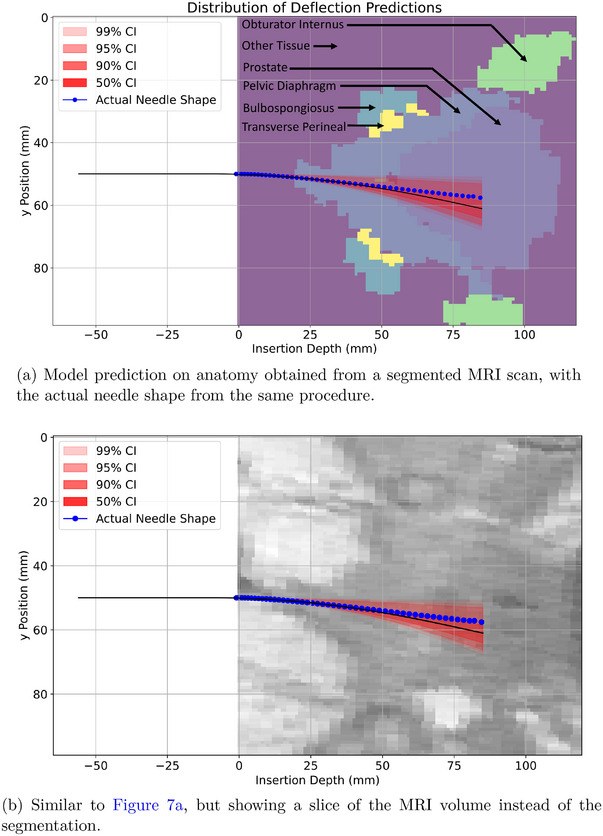 Distribution of Deflection Predictions
0
20
40
60
80
y Position (mm)
99% CI
95% CI
90% CI
50% CI
Actual Needle Shape
Obturator Internus
Other Tissue
Prostate
Pelvic Diaphragm
Bulbospongiosus
Transverse Perineal
−50
−25
0
25
50
75
100
Insertion Depth (mm)
(a) Model prediction on anatomy obtained from a segmented MRI scan, with
the actual needle shape from the same procedure.
0
20
40
60
80
y Position (mm)
99% CI
95% CI
90% CI
50% CI
Actual Needle Shape
−50
−25
0
25
50
75
100
Insertion Depth (mm)
(b) Similar to Figure 7a, but showing a slice of the MRI volume instead of the
segmentation.